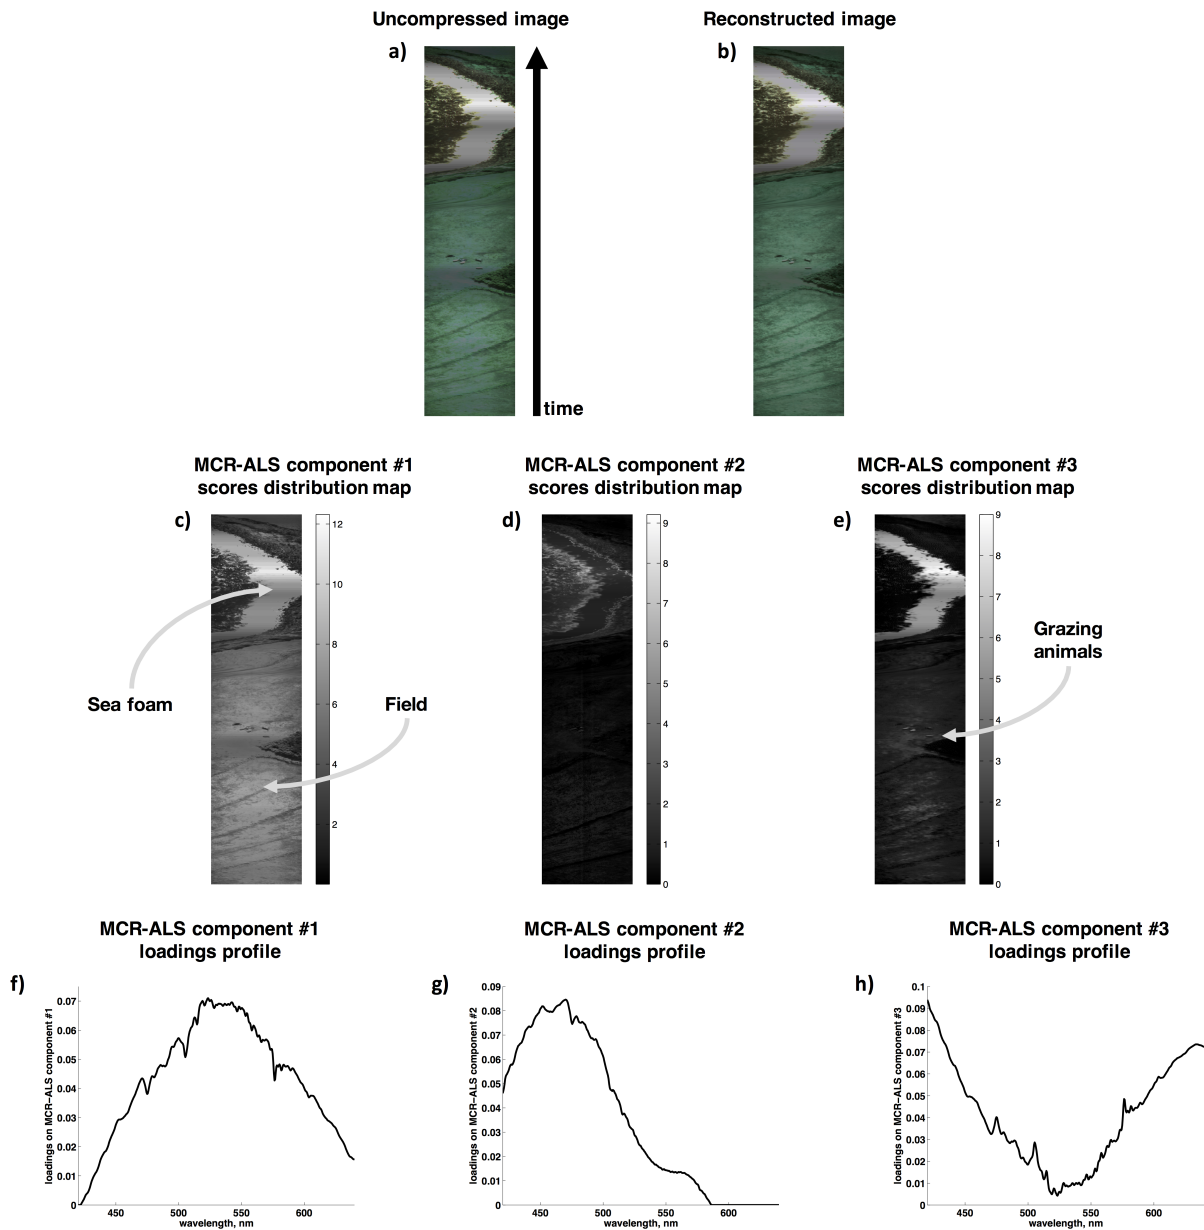 Uncompressed image
Reconstructed image
a)
b)
time
MCR-ALS component #1
scores distribution map
MCR-ALS component #2
scores distribution map
MCR-ALS component #3
scores distribution map
c)
12
10
8
6
4
2
d)
9
8
7
6
5
4
3
2
1
0
e)
9
8
7
6
5
4
3
2
1
0
Sea foam
Field
Grazing
animals
MCR-ALS component #1
loadings profile
MCR-ALS component #2
loadings profile
MCR-ALS component #3
loadings profile
f)
loadings on MCR-ALS component #1
0.07
0.06
0.05
0.04
0.03
0.02
0.01
0
450
500
550
600
wavelength, nm
g)
loadings on MCR-ALS component #2
0.09
0.08
0.07
0.06
0.05
0.04
0.03
0.02
0.01
0
450
500
550
600
wavelength, nm
h)
loadings on MCR-ALS component #3
0.1
0.09
0.08
0.07
0.06
0.05
0.04
0.03
0.02
0.01
0
450
500
550
600
wavelength, nm